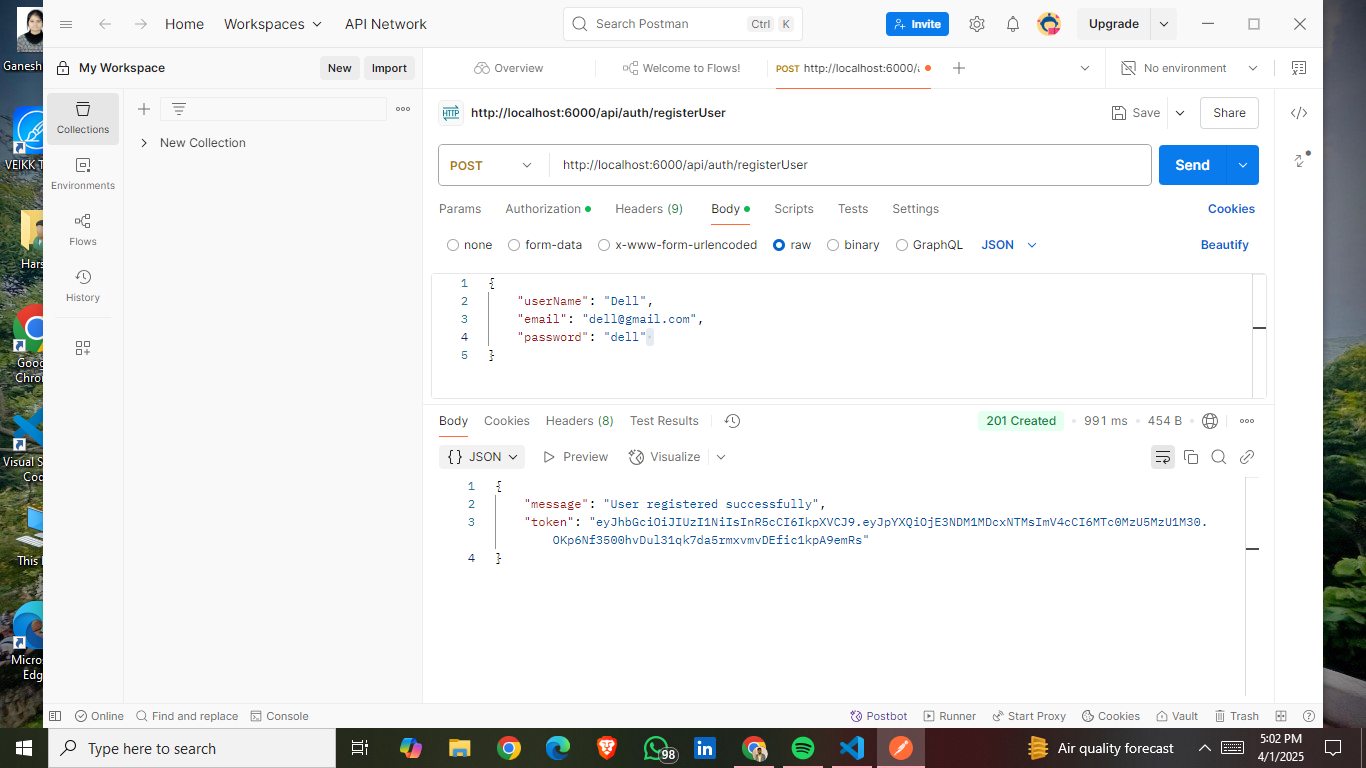 Home
Workspaces
API Network
Search Postman
Ctrl
K
Invite
Upgrade
Ganesh
My Workspace
New
Import
Overview
Welcome to Flows!
POST http://localhost:6000/
No environment
Collections
Environments
Flows
History
New Collection
VEIKK T
Hars
Goog
Chron
Visual S
Cod
This
Micros
Edg
HTTP
http://localhost:6000/api/auth/registerUser
Save
Share
POST
http://localhost:6000/api/auth/registerUser
Send
Params
Authorization
Headers (9)
Body
Scripts
Tests
Settings
Cookies
none
form-data
x-www-form-urlencoded
raw
binary
GraphQL
JSON
Beautify
1 {
2 "userName": "Dell",
3 "email": "dell@gmail.com",
4 "password": "dell"
5 }
Body
Cookies
Headers (8)
Test Results
201 Created
991 ms
454 B
{} JSON
Preview
Visualize
1 {
2 "message": "User registered successfully",
3 "token": "eyJhbGciOiJIUzI1NiIsInR5cCI6IkpXVCJ9.eyJpYXQiOjE3NDM1MDcxNTMsImV4cCI6MTc0MzU5MzU1M30.
OKp6Nf3500hvDul31qk7da5rmxvmvDEfic1kpA9emRs"
4 }
Online
Find and replace
Console
Postbot
Runner
Start Proxy
Cookies
Vault
Trash
Type here to search
98
Air quality forecast
5:02 PM
4/1/2025